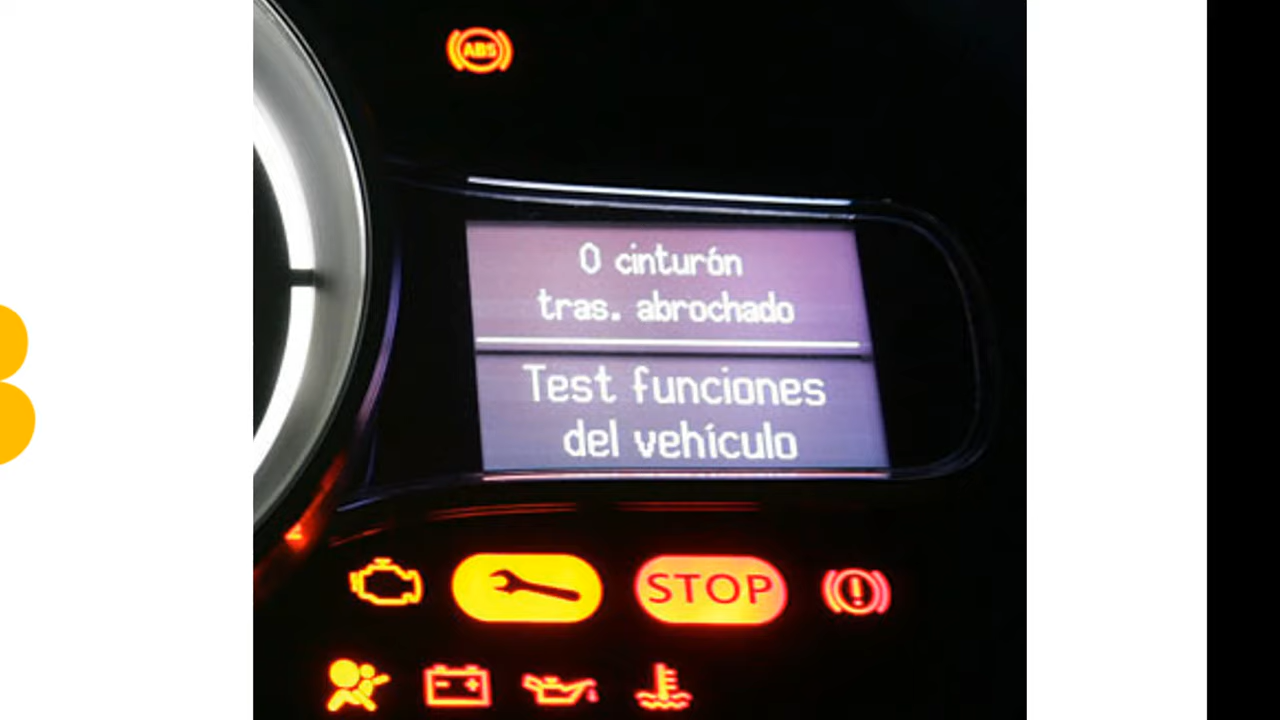 ABS
0 cinturón
tras. abrochado
Test funciones
del vehículo
STOP